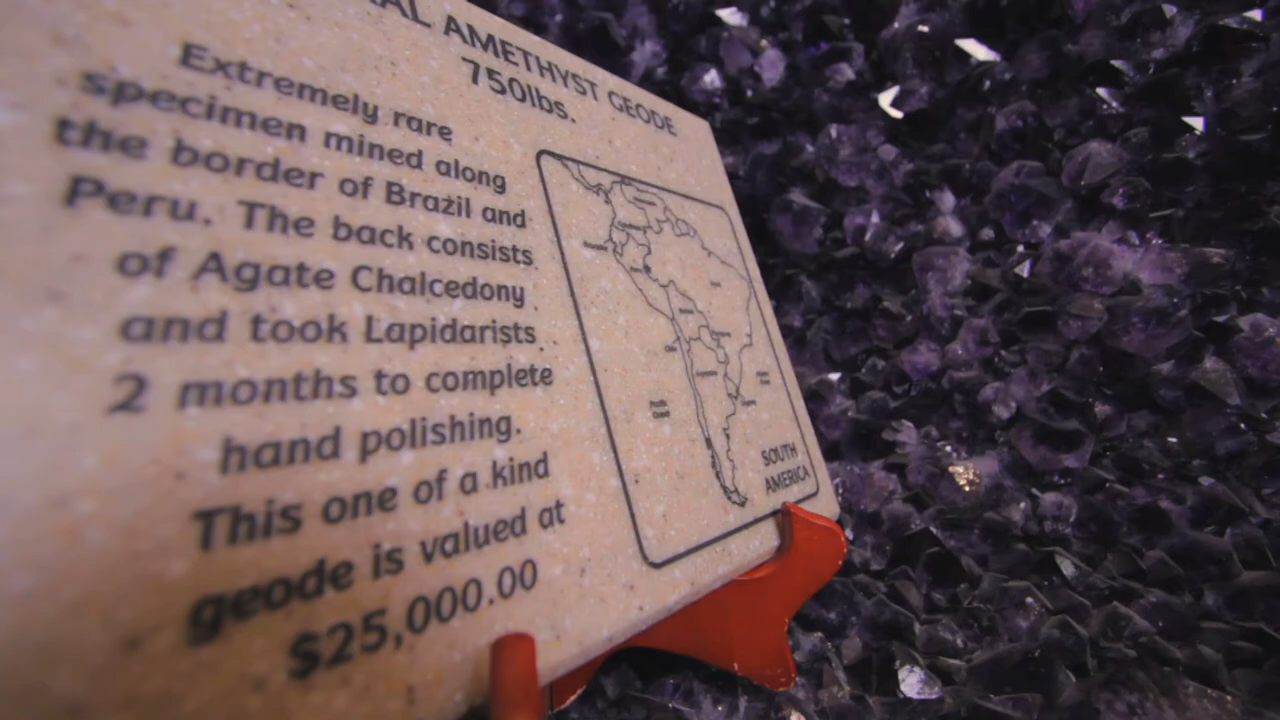 AL AMETHYST GEODE
750lbs.
Extremely rare
specimen mined along
the border of Brazil and
Peru. The back consists
of Agate Chalcedony
and took Lapidarists
2 months to complete
hand polishing.
This one of a kind
geode is valued at
$25,000.00
SOUTH
AMERICA